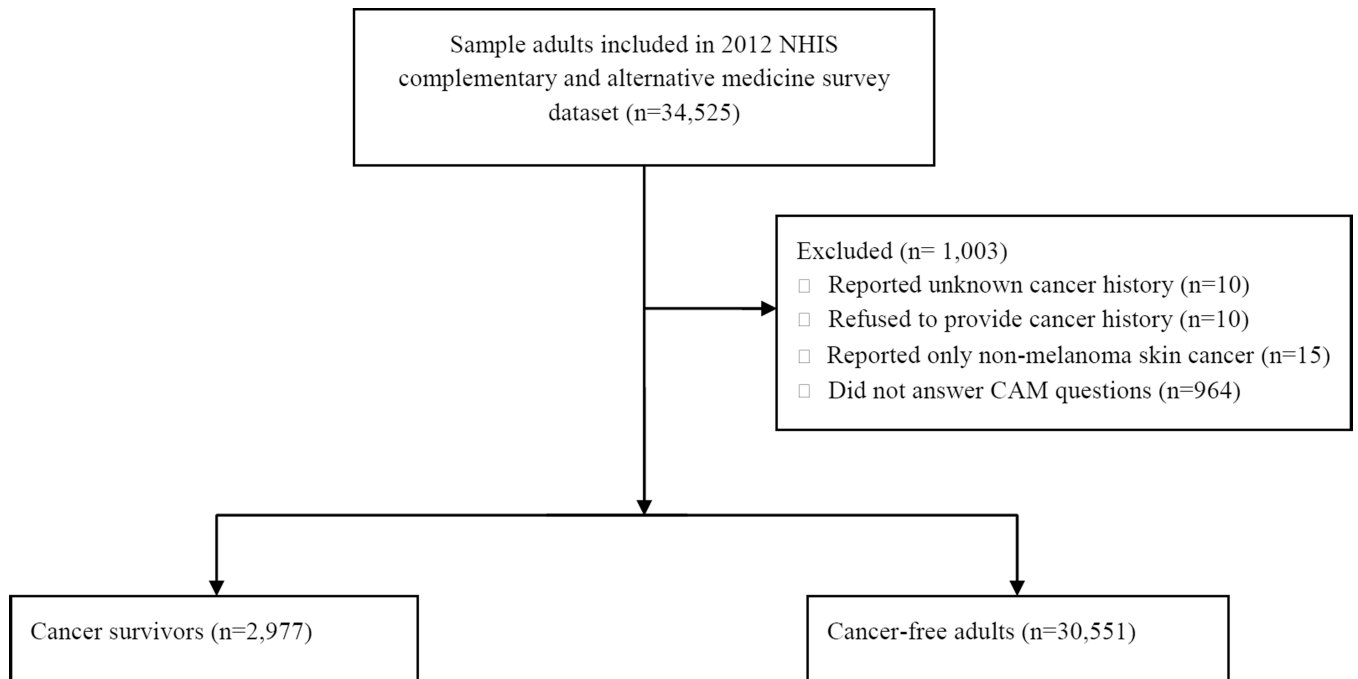 Sample adults included in 2012 NHIS
complementary and alternative medicine survey
dataset (n=34,525)
Excluded (n= 1,003)
Reported unknown cancer history (n=10)
Refused to provide cancer history (n=10)
Reported only non-melanoma skin cancer (n=15)
Did not answer CAM questions (n=964)
Cancer survivors (n=2,977)
Cancer-free adults (n=30,551)